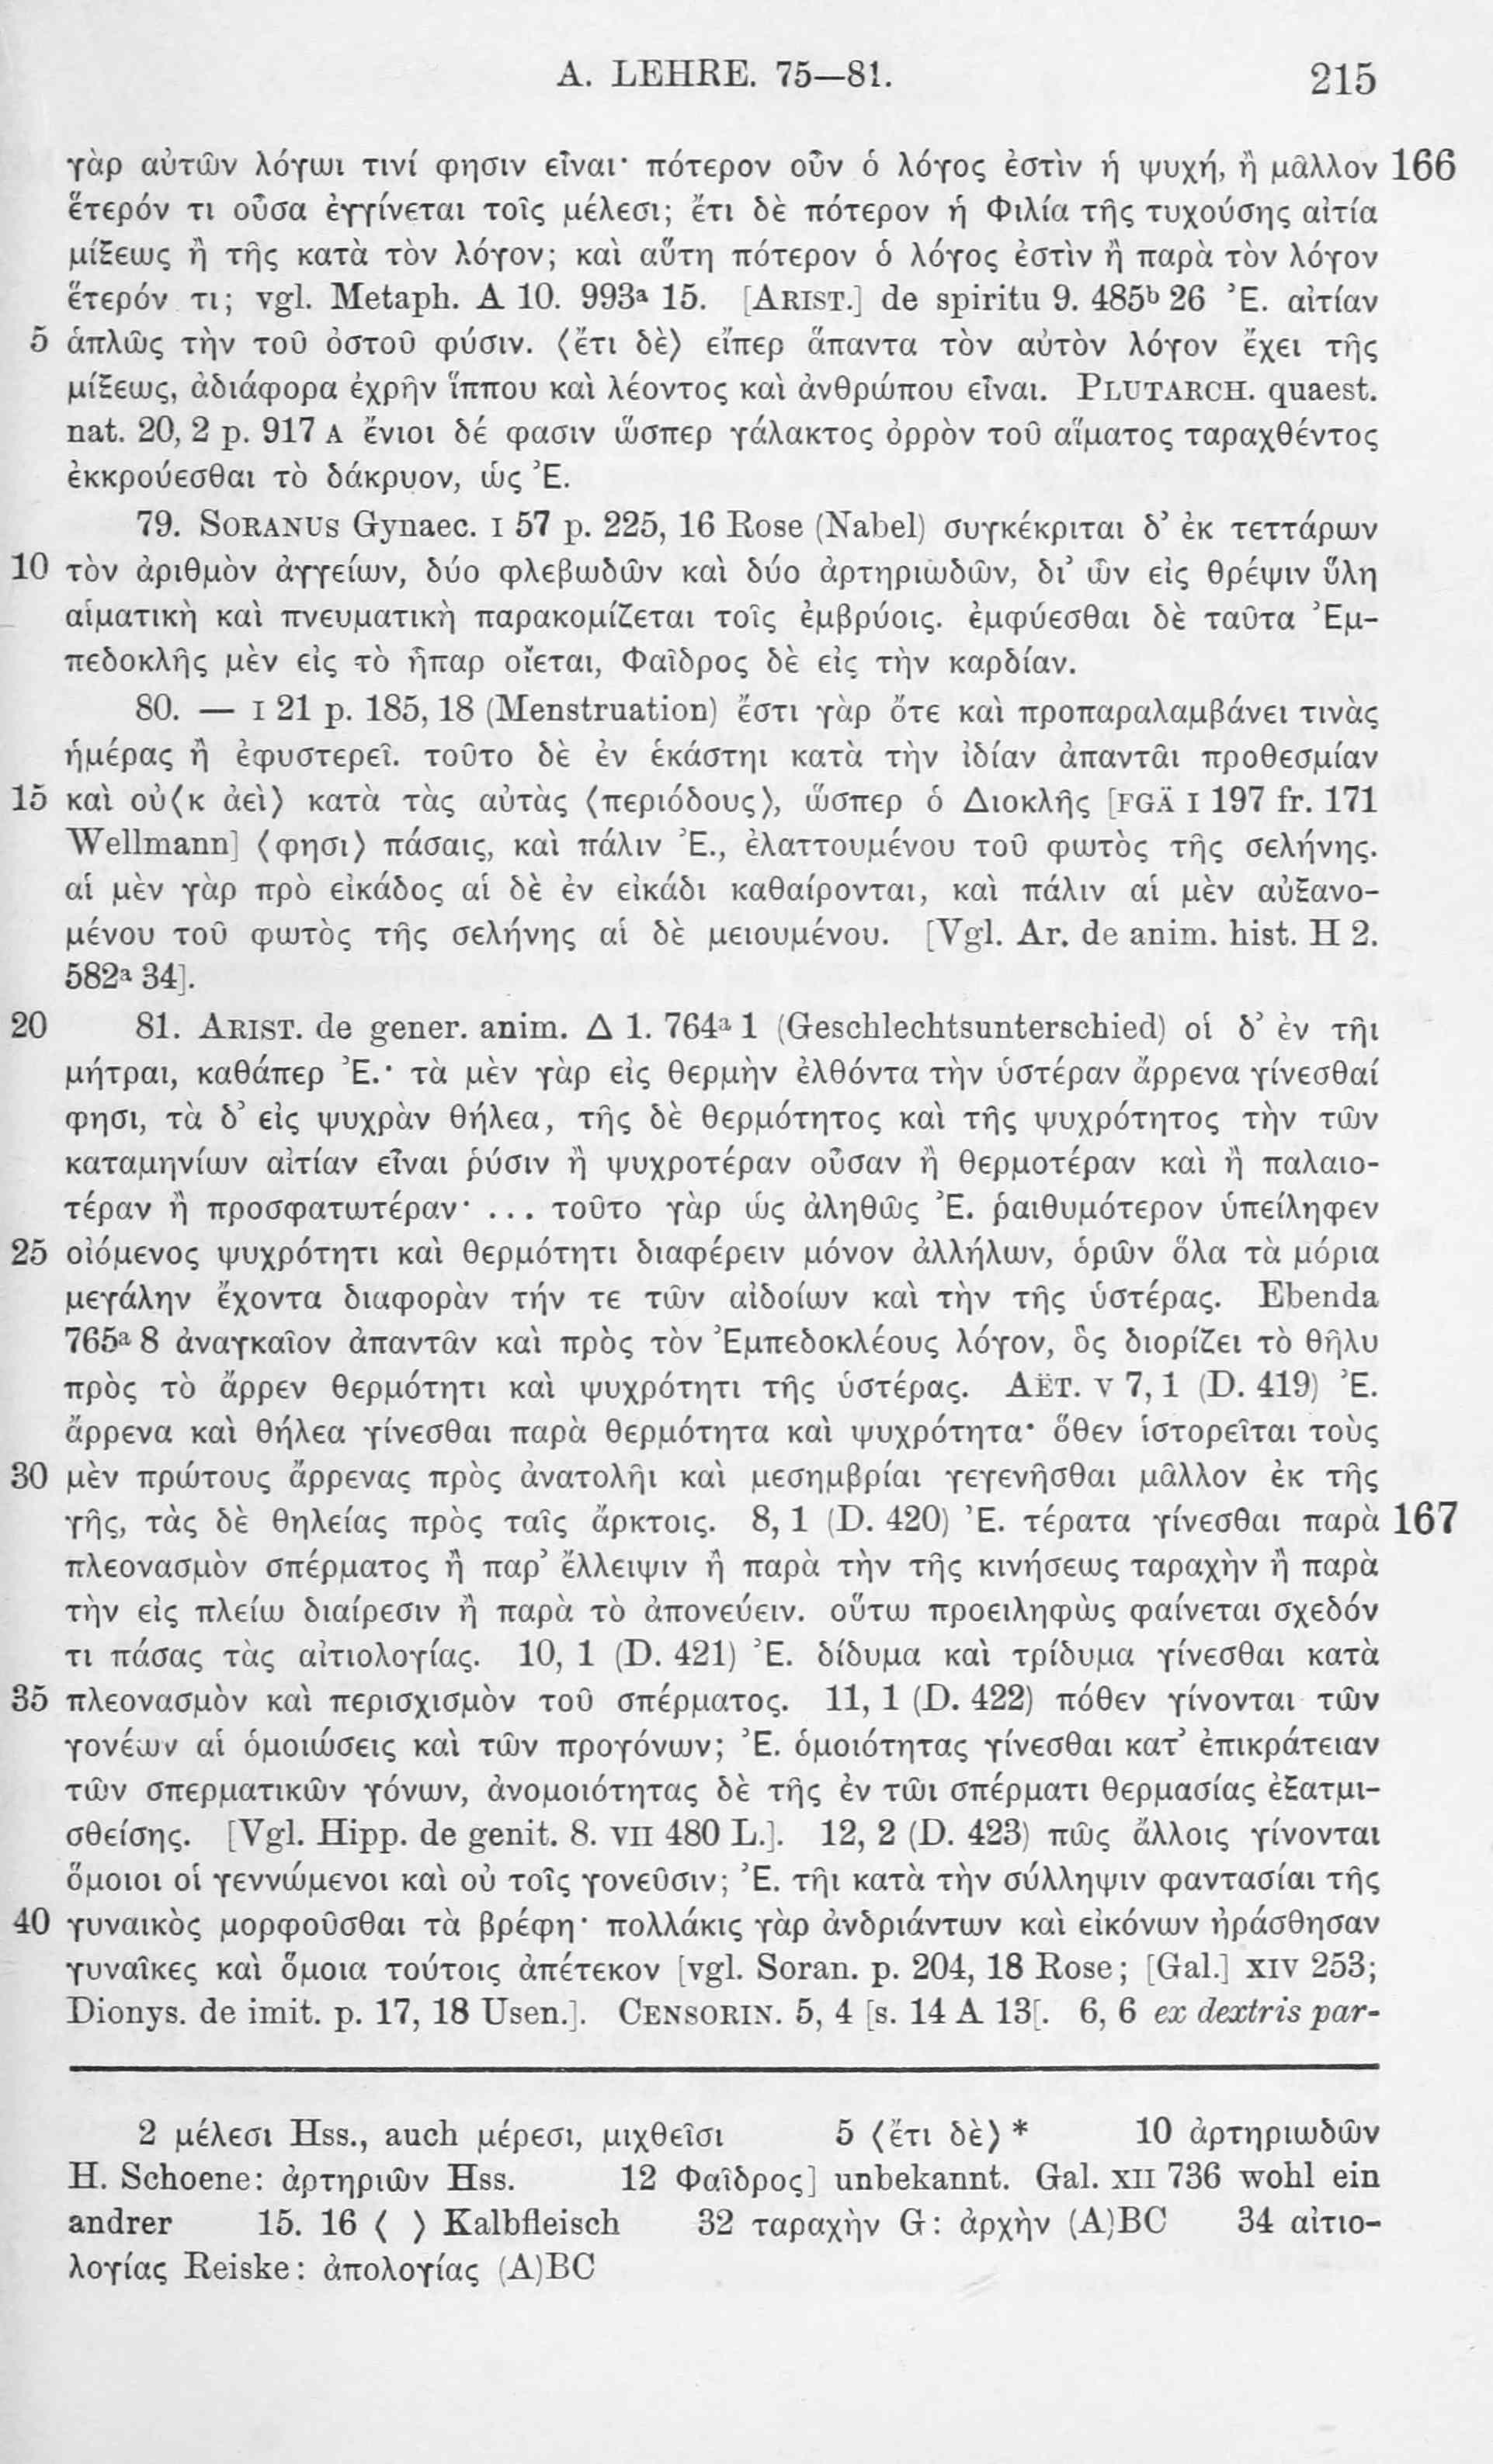 A. LEHRE. 75—81. 215
γὰρ αὐτῶν λόγωι τινί φησιν εἶναι· πότερον οὖν ὁ λόγος ἐστὶν ἡ ψυχή, ἢ μᾶλλον 166
ἕτερόν τι οὖσα ἐγγίνεται τοῖς μέλεσι; ἔτι δὲ πότερον ἡ Φιλία τῆς τυχούσης αἰτία
μίξεως ἢ τῆς κατὰ τὸν λόγον; καὶ αὕτη πότερον ὁ λόγος ἐστὶν ἢ παρὰ τὸν λόγον
ἕτερόν τι; vgl. Metaph. A 10. 993ᵃ 15. [ARIST.] de spiritu 9. 485ᵇ 26 Ἐ. αἰτίαν
5 ἁπλῶς τὴν τοῦ ὀστοῦ φύσιν. ⟨ἔτι δὲ⟩ εἴπερ ἅπαντα τὸν αὐτὸν λόγον ἔχει τῆς
μίξεως, ἀδιάφορα ἐχρῆν ἵππου καὶ λέοντος καὶ ἀνθρώπου εἶναι. PLUTARCH. quaest.
nat. 20, 2 p. 917 A ἔνιοι δέ φασιν ὥσπερ γάλακτος ὀρρὸν τοῦ αἵματος ταραχθέντος
ἐκκρούεσθαι τὸ δάκρυον, ὡς Ἐ.
79. SORANUS Gynaec. I 57 p. 225, 16 Rose (Nabel) συγκέκριται δ’ ἐκ τεττάρων
10 τὸν ἀριθμὸν ἀγγείων, δύο φλεβωδῶν καὶ δύο ἀρτηριωδῶν, δι’ ὧν εἰς θρέψιν ὕλη
αἱματικὴ καὶ πνευματικὴ παρακομίζεται τοῖς ἐμβρύοις. ἐμφύεσθαι δὲ ταῦτα Ἐμ-
πεδοκλῆς μὲν εἰς τὸ ἧπαρ οἴεται, Φαῖδρος δὲ εἰς τὴν καρδίαν.
80. — I 21 p. 185, 18 (Menstruation) ἔστι γὰρ ὅτε καὶ προπαραλαμβάνει τινὰς
ἡμέρας ἢ ἐφυστερεῖ. τοῦτο δὲ ἐν ἑκάστηι κατὰ τὴν ἰδίαν ἀπαντᾶι προθεσμίαν
15 καὶ οὐ⟨κ ἀεὶ⟩ κατὰ τὰς αὐτὰς ⟨περιόδους⟩, ὥσπερ ὁ Διοκλῆς [FGÄ I 197 fr. 171
Wellmann] ⟨φησι⟩ πάσαις, καὶ πάλιν Ἐ., ἐλαττουμένου τοῦ φωτὸς τῆς σελήνης.
αἱ μὲν γὰρ πρὸ εἰκάδος αἱ δὲ ἐν εἰκάδι καθαίρονται, καὶ πάλιν αἱ μὲν αὐξανο-
μένου τοῦ φωτὸς τῆς σελήνης αἱ δὲ μειουμένου. [Vgl. Ar. de anim. hist. H 2.
582ᵃ 34].
20 81. ARIST. de gener. anim. Δ 1. 764ᵃ 1 (Geschlechtsunterschied) οἱ δ’ ἐν τῆι
μήτραι, καθάπερ Ἐ.· τὰ μὲν γὰρ εἰς θερμὴν ἐλθόντα τὴν ὑστέραν ἄρρενα γίνεσθαί
φησι, τὰ δ’ εἰς ψυχρὰν θήλεα, τῆς δὲ θερμότητος καὶ τῆς ψυχρότητος τὴν τῶν
καταμηνίων αἰτίαν εἶναι ῥύσιν ἢ ψυχροτέραν οὖσαν ἢ θερμοτέραν καὶ ἢ παλαιο-
τέραν ἢ προσφατωτέραν· ... τοῦτο γὰρ ὡς ἀληθῶς Ἐ. ῥαιθυμότερον ὑπείληφεν
25 οἰόμενος ψυχρότητι καὶ θερμότητι διαφέρειν μόνον ἀλλήλων, ὁρῶν ὅλα τὰ μόρια
μεγάλην ἔχοντα διαφορὰν τήν τε τῶν αἰδοίων καὶ τὴν τῆς ὑστέρας. Ebenda
765ᵃ 8 ἀναγκαῖον ἀπαντᾶν καὶ πρὸς τὸν Ἐμπεδοκλέους λόγον, ὃς διορίζει τὸ θῆλυ
πρὸς τὸ ἄρρεν θερμότητι καὶ ψυχρότητι τῆς ὑστέρας. AËT. V 7, 1 (D. 419) Ἐ.
ἄρρενα καὶ θήλεα γίνεσθαι παρὰ θερμότητα καὶ ψυχρότητα· ὅθεν ἱστορεῖται τοὺς
30 μὲν πρώτους ἄρρενας πρὸς ἀνατολῆι καὶ μεσημβρίαι γεγενῆσθαι μᾶλλον ἐκ τῆς
γῆς, τὰς δὲ θηλείας πρὸς ταῖς ἄρκτοις. 8, 1 (D. 420) Ἐ. τέρατα γίνεσθαι παρὰ 167
πλεονασμὸν σπέρματος ἢ παρ’ ἔλλειψιν ἢ παρὰ τὴν τῆς κινήσεως ταραχὴν ἢ παρὰ
τὴν εἰς πλείω διαίρεσιν ἢ παρὰ τὸ ἀπονεύειν. οὕτω προειληφὼς φαίνεται σχεδόν
τι πάσας τὰς αἰτιολογίας. 10, 1 (D. 421) Ἐ. δίδυμα καὶ τρίδυμα γίνεσθαι κατὰ
35 πλεονασμὸν καὶ περισχισμὸν τοῦ σπέρματος. 11, 1 (D. 422) πόθεν γίνονται τῶν
γονέων αἱ ὁμοιώσεις καὶ τῶν προγόνων; Ἐ. ὁμοιότητας γίνεσθαι κατ’ ἐπικράτειαν
τῶν σπερματικῶν γόνων, ἀνομοιότητας δὲ τῆς ἐν τῶι σπέρματι θερμασίας ἐξατμι-
σθείσης. [Vgl. Hipp. de genit. 8. VII 480 L.]. 12, 2 (D. 423) πῶς ἄλλοις γίνονται
ὅμοιοι οἱ γεννώμενοι καὶ οὐ τοῖς γονεῦσιν; Ἐ. τῆι κατὰ τὴν σύλληψιν φαντασίαι τῆς
40 γυναικὸς μορφοῦσθαι τὰ βρέφη· πολλάκις γὰρ ἀνδριάντων καὶ εἰκόνων ἠράσθησαν
γυναῖκες καὶ ὅμοια τούτοις ἀπέτεκον [vgl. Soran. p. 204, 18 Rose; [Gal.] XIV 253;
Dionys. de imit. p. 17, 18 Usen.]. CENSORIN. 5, 4 [s. 14 A 13[. 6, 6 ex dextris par-
2 μέλεσι Hss., auch μέρεσι, μιχθεῖσι 5 ⟨ἔτι δὲ⟩ * 10 ἀρτηριωδῶν
H. Schoene: ἀρτηριῶν Hss. 12 Φαῖδρος] unbekannt. Gal. XII 736 wohl ein
andrer 15. 16 ⟨ ⟩ Kalbfleisch 32 ταραχὴν G: ἀρχὴν (A)BC 34 αἰτιο-
λογίας Reiske: ἀπολογίας (A)BC